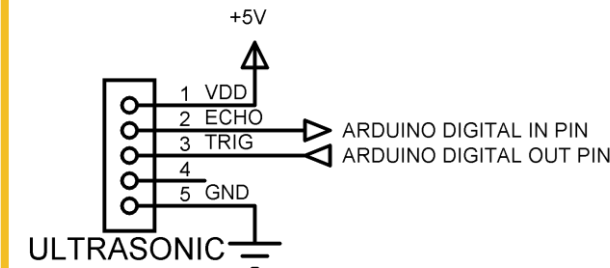 +5V
1 VDD
2 ECHO
ARDUINO DIGITAL IN PIN
3 TRIG
ARDUINO DIGITAL OUT PIN
4
5 GND
ULTRASONIC